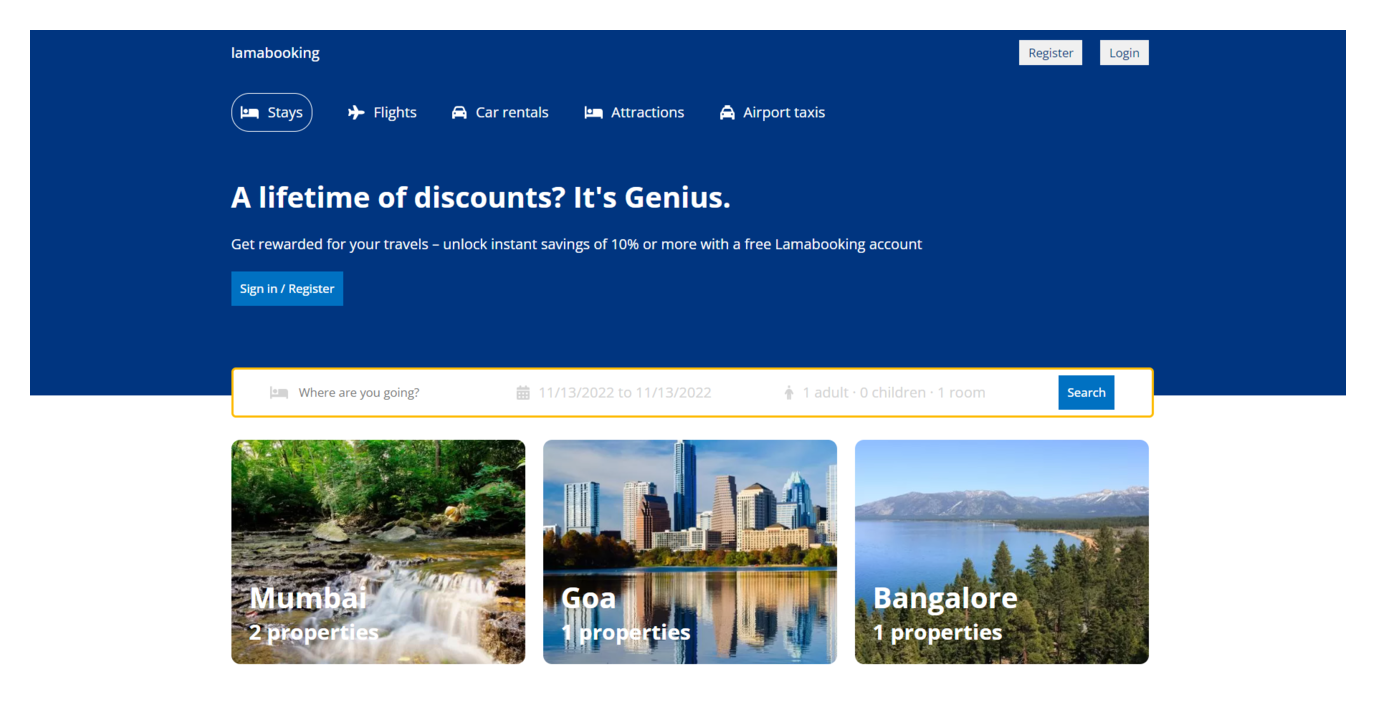 lamabooking
Register
Login
Stays
Flights
Car rentals
Attractions
Airport taxis
A lifetime of discounts? It's Genius.
Get rewarded for your travels – unlock instant savings of 10% or more with a free Lamabooking account
Sign in / Register
Where are you going?
11/13/2022 to 11/13/2022
1 adult · 0 children · 1 room
Search
Mumbai
2 properties
Goa
1 properties
Bangalore
1 properties